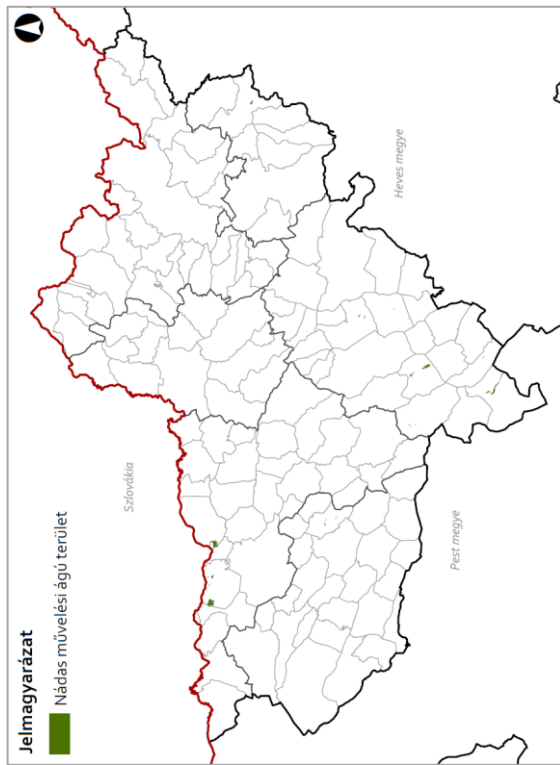 Jelmagyarázat
Nádas művelési ágú terület
Szlovákia
Heves megye
Pest megye